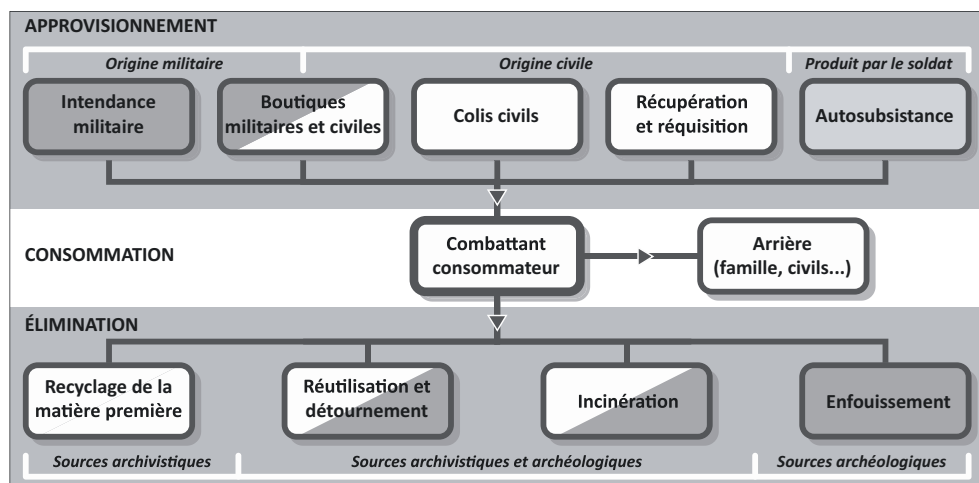 APPROVISIONNEMENT
Origine militaire
Origine civile
Produit par le soldat
Intendance
militaire
Boutiques
militaires et civiles
Colis civils
Récupération
et réquisition
Autosubsistance
CONSOMMATION
Combattant
consommateur
Arrière
(famille, civils...)
ÉLIMINATION
Recyclage de la
matière première
Réutilisation et
détournement
Incinération
Enfouissement
Sources archivistiques
Sources archivistiques et archéologiques
Sources archéologiques